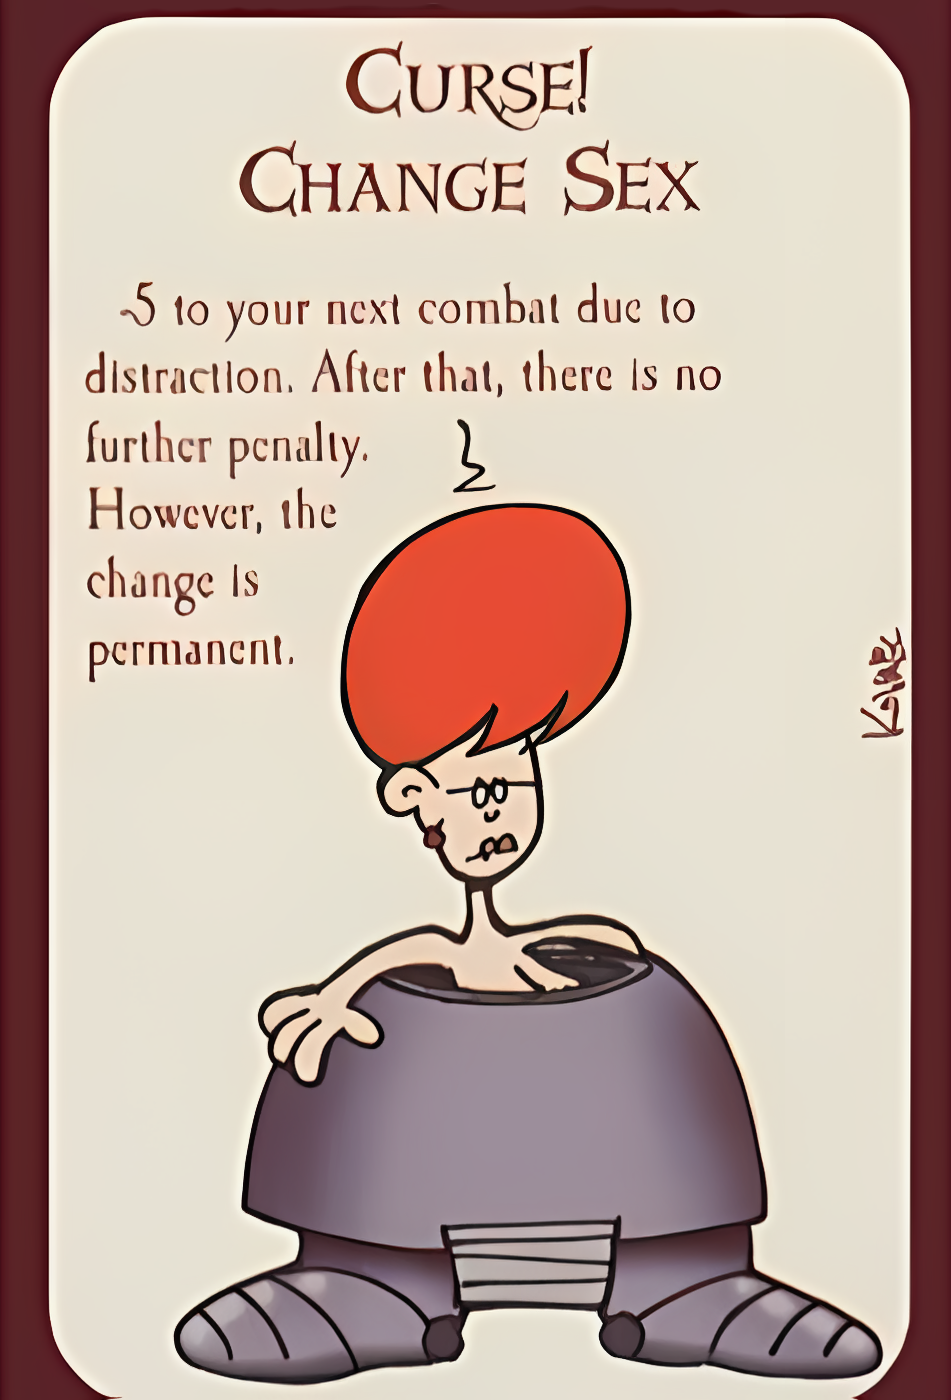 CURSE!
CHANGE SEX
-5 to your next combat due to
distraction. After that, there is no
further penalty.
However, the
change is
permanent.